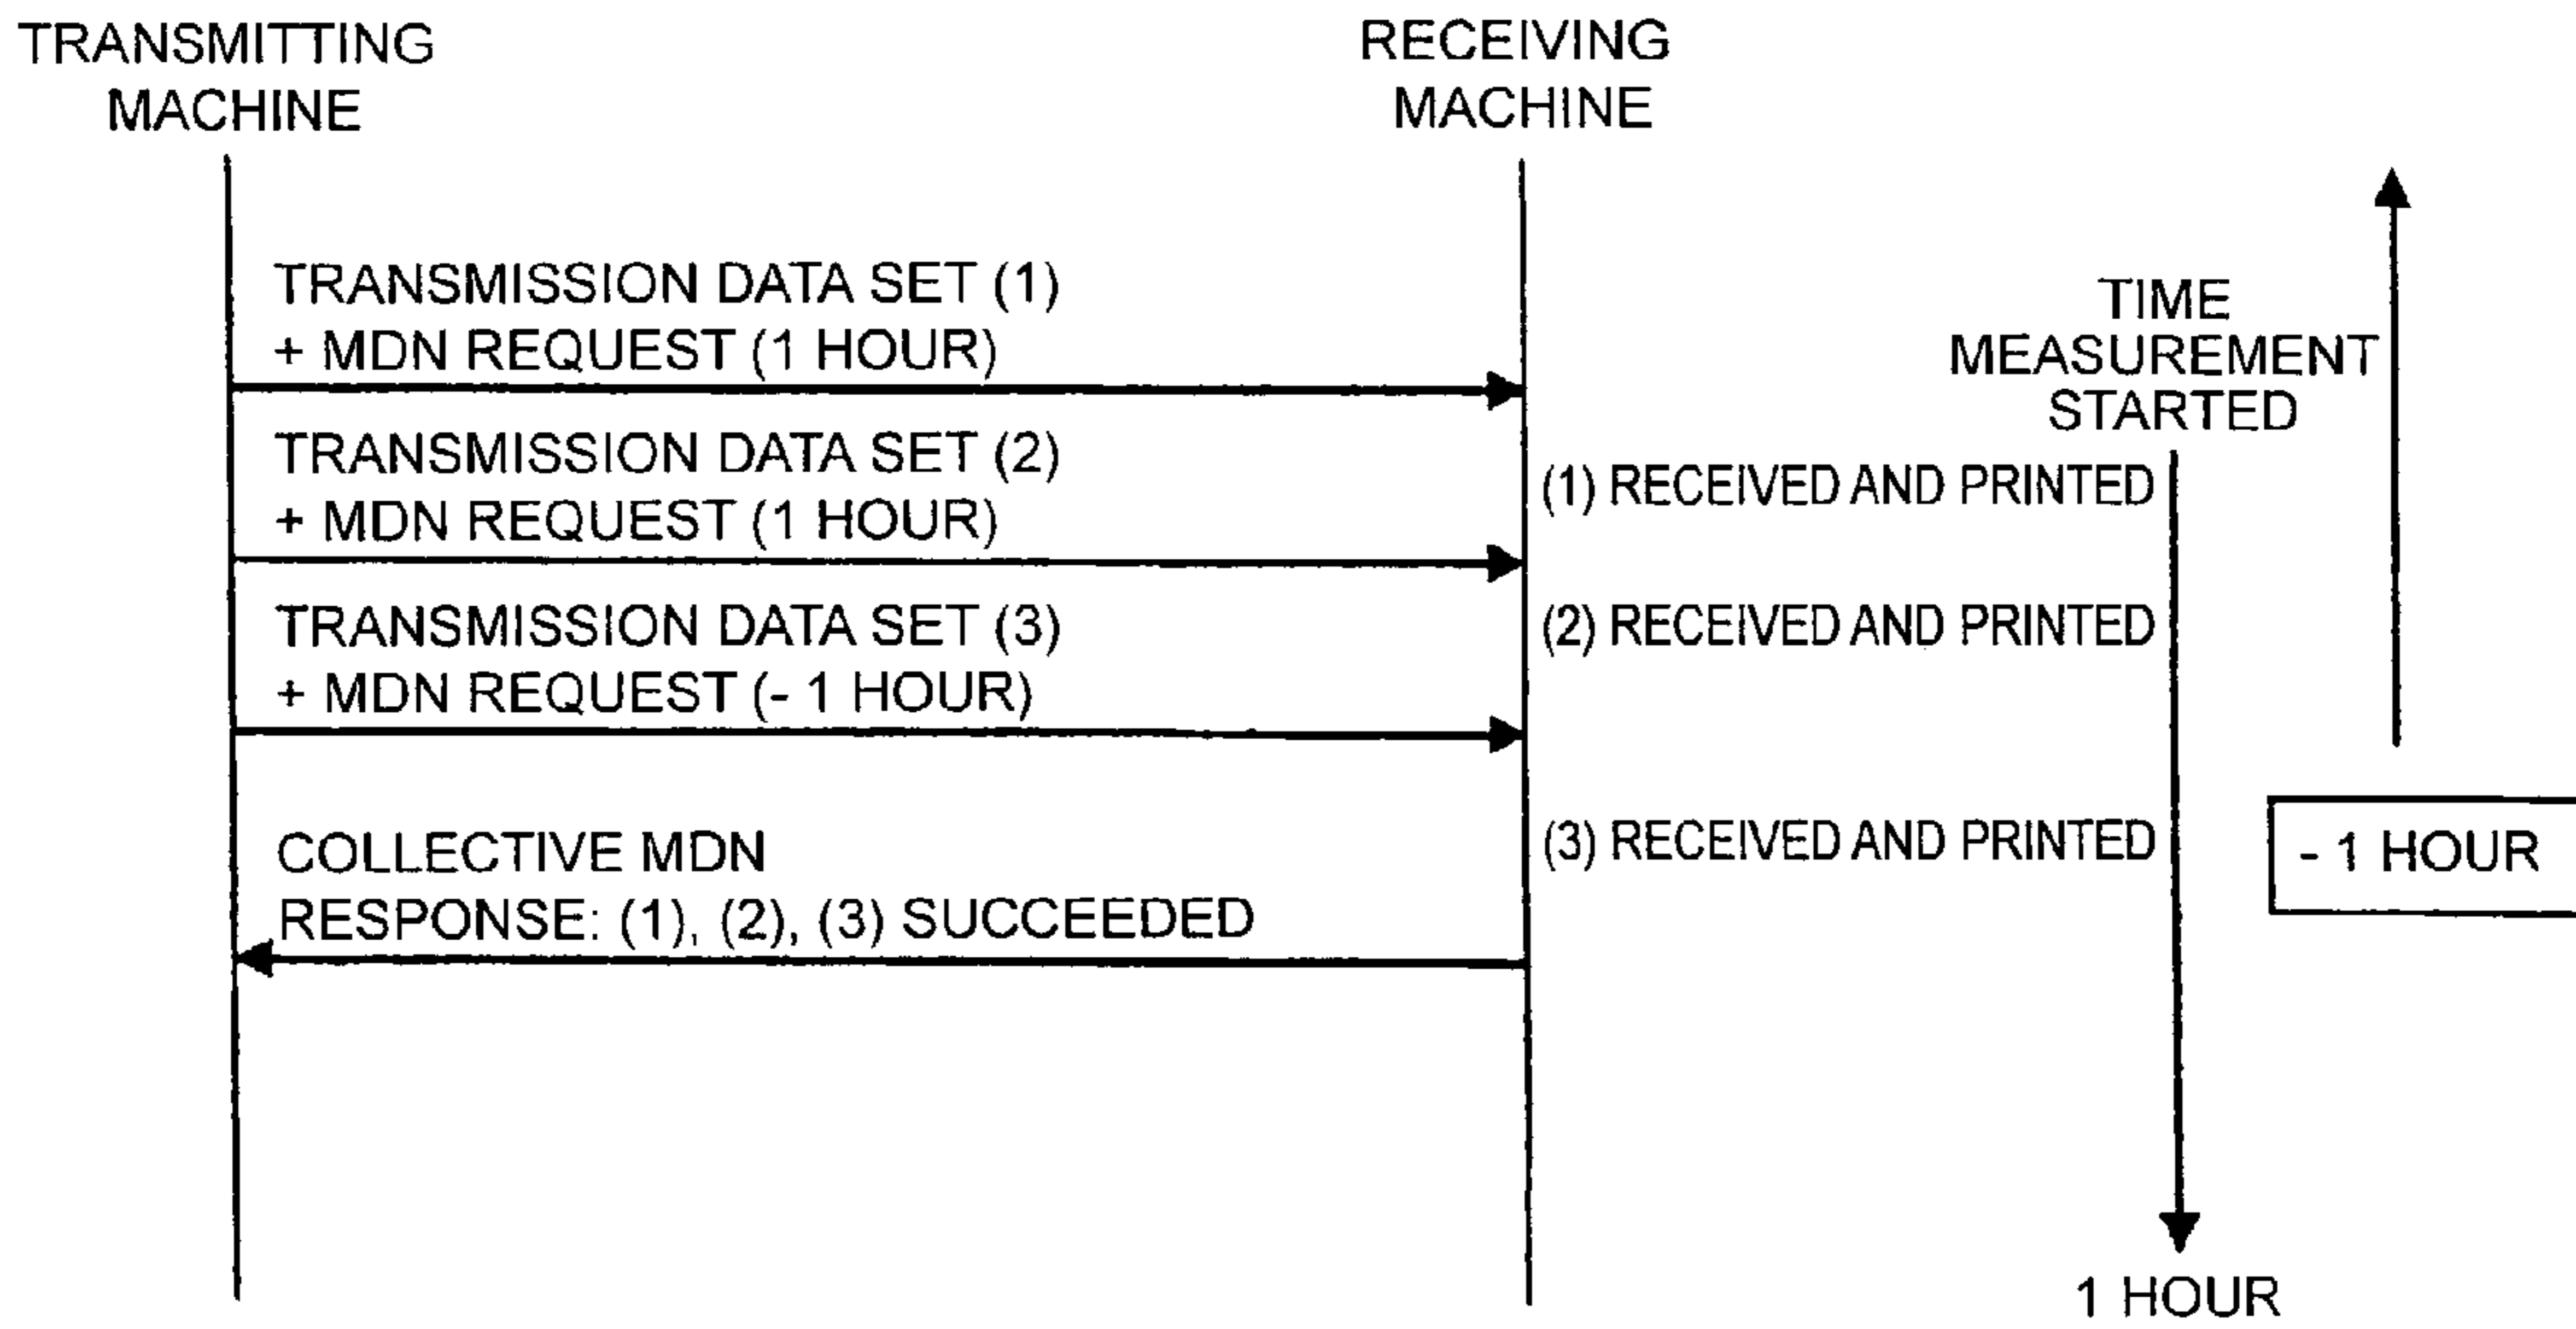 TRANSMITTING
MACHINE
RECEIVING
MACHINE
TRANSMISSION DATA SET (1)
+ MDN REQUEST (1 HOUR)
TIME
MEASUREMENT
STARTED
TRANSMISSION DATA SET (2)
+ MDN REQUEST (1 HOUR)
(1) RECEIVED AND PRINTED
TRANSMISSION DATA SET (3)
+ MDN REQUEST (- 1 HOUR)
(2) RECEIVED AND PRINTED
COLLECTIVE MDN
RESPONSE: (1), (2), (3) SUCCEEDED
(3) RECEIVED AND PRINTED
- 1 HOUR
1 HOUR